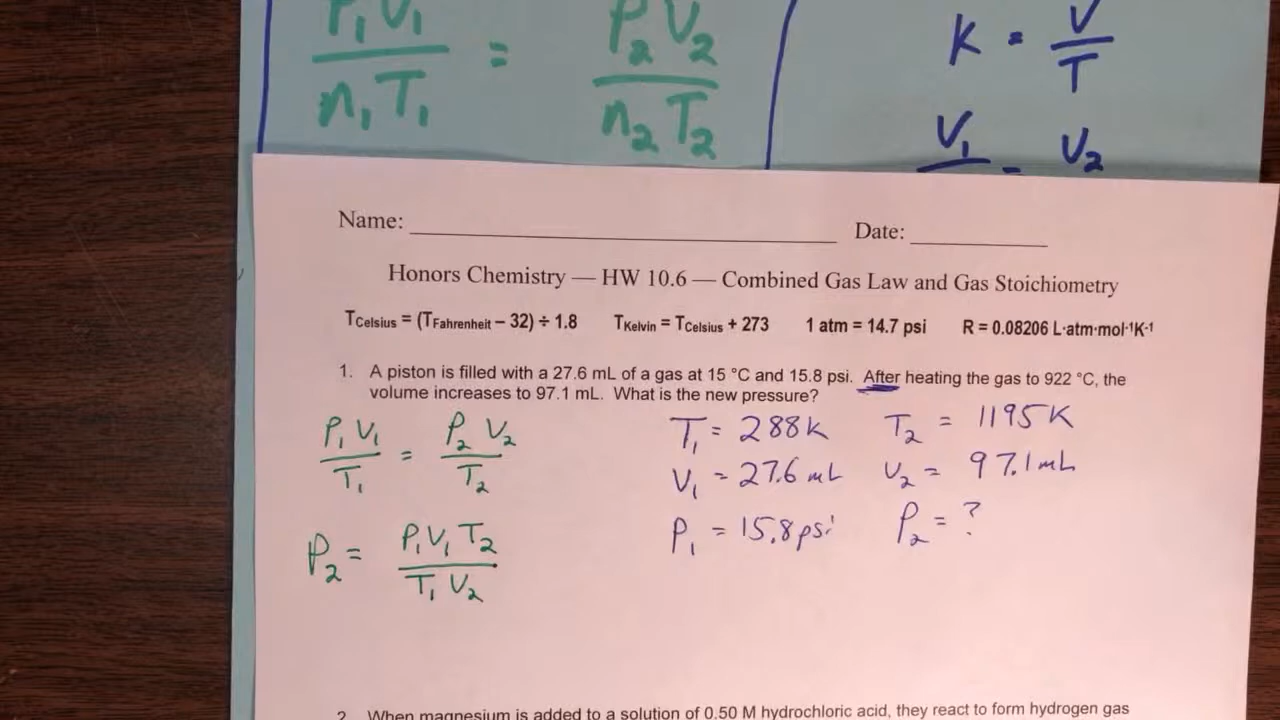 P₁V₁ / n₁T₁ = P₂V₂ / n₂T₂
K = V / T
V₁ = V₂
Name: ____________ Date: ____________
Honors Chemistry — HW 10.6 — Combined Gas Law and Gas Stoichiometry
TCelsius = (TFahrenheit – 32) ÷ 1.8 TKelvin = TCelsius + 273 1 atm = 14.7 psi R = 0.08206 L·atm·mol⁻¹K⁻¹
1. A piston is filled with a 27.6 mL of a gas at 15 °C and 15.8 psi. After heating the gas to 922 °C, the
volume increases to 97.1 mL. What is the new pressure?
P₁V₁ / T₁ = P₂V₂ / T₂
T₁ = 288K T₂ = 1195K
V₁ = 27.6 mL V₂ = 97.1mL
P₁ = 15.8psi P₂ = ?
P₂ = P₁V₁T₂ / T₁V₂
2. When magnesium is added to a solution of 0.50 M hydrochloric acid, they react to form hydrogen gas